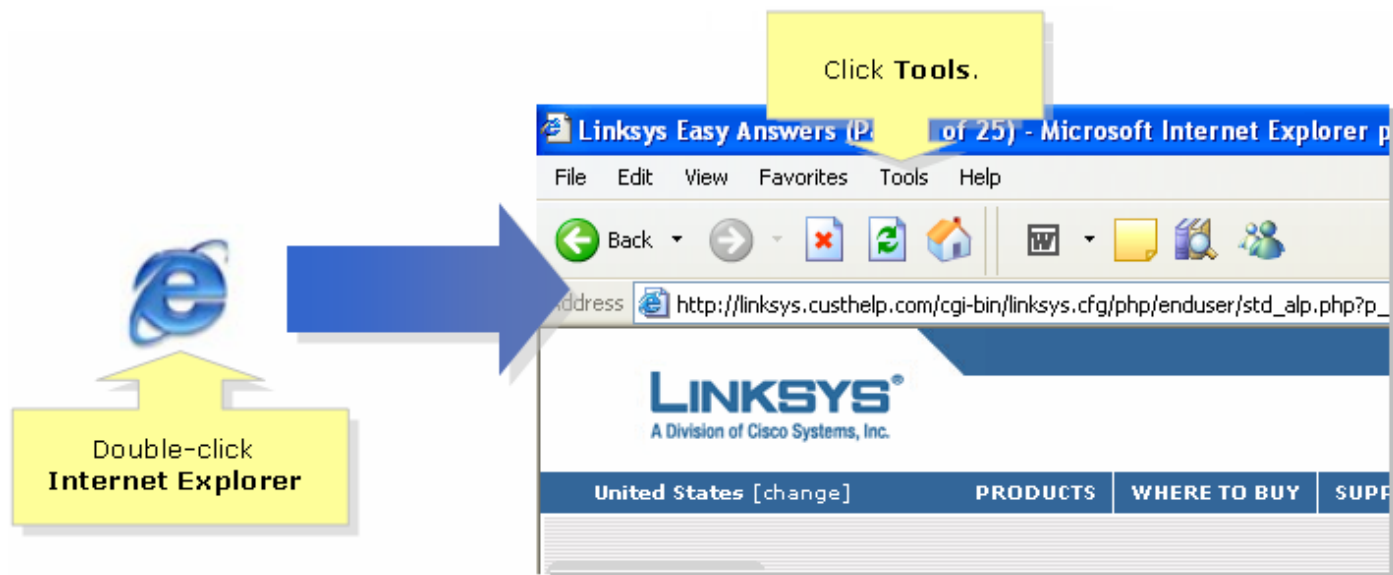 Click Tools.
Linksys Easy Answers (Pa of 25) - Microsoft Internet Explorer p
File Edit View Favorites Tools Help
Back
Address http://linksys.custhelp.com/cgi-bin/linksys.cfg/php/enduser/std_alp.php?p_
LINKSYS®
A Division of Cisco Systems, Inc.
Double-click
Internet Explorer
United States [change] PRODUCTS WHERE TO BUY SUPP